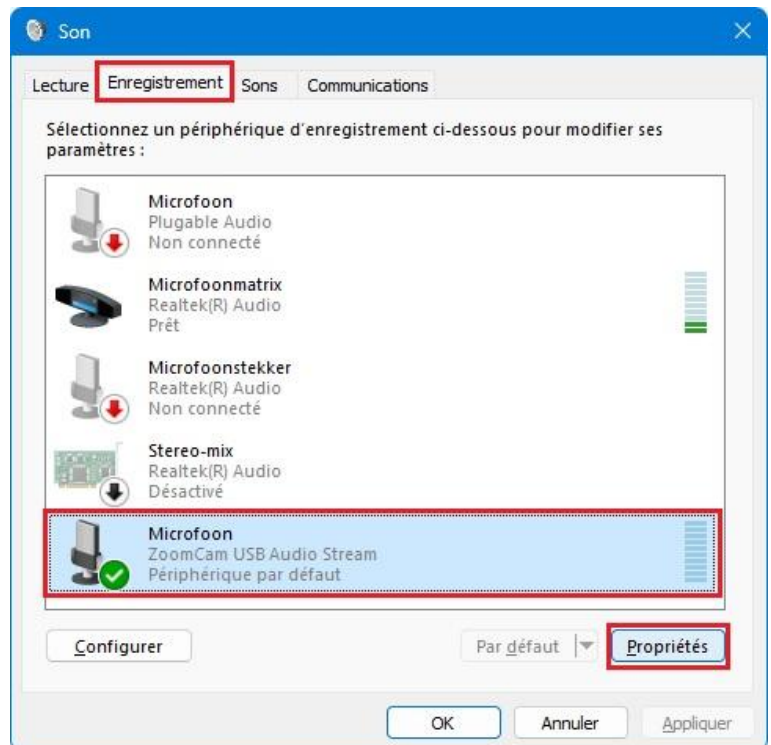 Son
Lecture Enregistrement Sons Communications
Sélectionnez un périphérique d'enregistrement ci-dessous pour modifier ses
paramètres :
Microfoon
Plugable Audio
Non connecté
Microfoonmatrix
Realtek(R) Audio
Prêt
Microfoonstekker
Realtek(R) Audio
Non connecté
Stereo-mix
Realtek(R) Audio
Désactivé
Microfoon
ZoomCam USB Audio Stream
Périphérique par défaut
Configurer Par défaut Propriétés
OK Annuler Appliquer